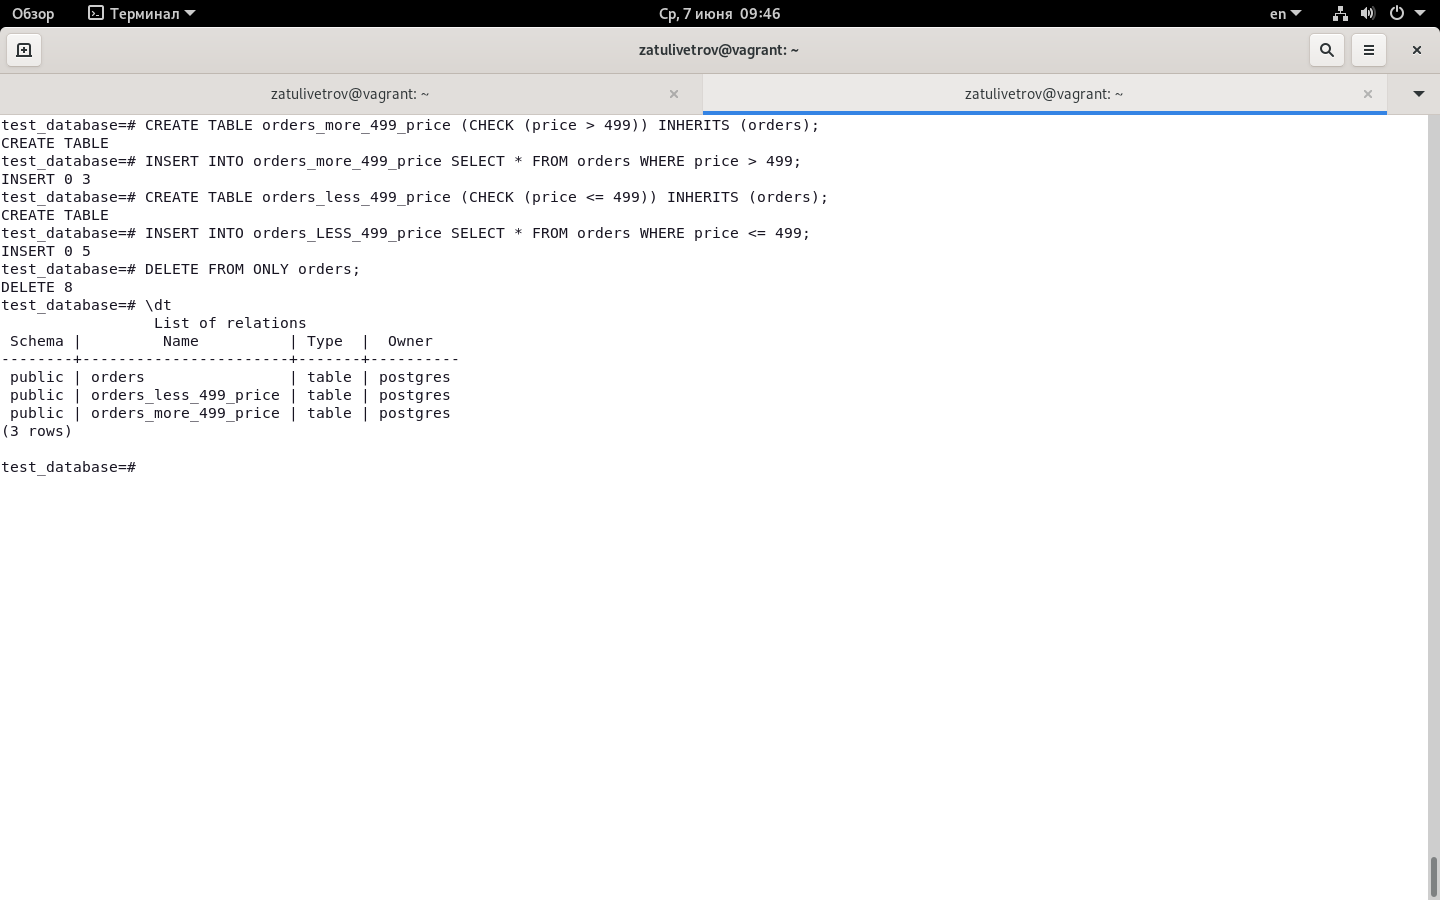 Обзор Терминал Ср, 7 июня 09:46 en
zatulivetrov@vagrant: ~
zatulivetrov@vagrant: ~ zatulivetrov@vagrant: ~
test_database=# CREATE TABLE orders_more_499_price (CHECK (price > 499)) INHERITS (orders);
CREATE TABLE
test_database=# INSERT INTO orders_more_499_price SELECT * FROM orders WHERE price > 499;
INSERT 0 3
test_database=# CREATE TABLE orders_less_499_price (CHECK (price <= 499)) INHERITS (orders);
CREATE TABLE
test_database=# INSERT INTO orders_LESS_499_price SELECT * FROM orders WHERE price <= 499;
INSERT 0 5
test_database=# DELETE FROM ONLY orders;
DELETE 8
test_database=# \dt
                 List of relations
 Schema |         Name          | Type  |  Owner
--------+-----------------------+-------+----------
 public | orders                | table | postgres
 public | orders_less_499_price | table | postgres
 public | orders_more_499_price | table | postgres
(3 rows)

test_database=#